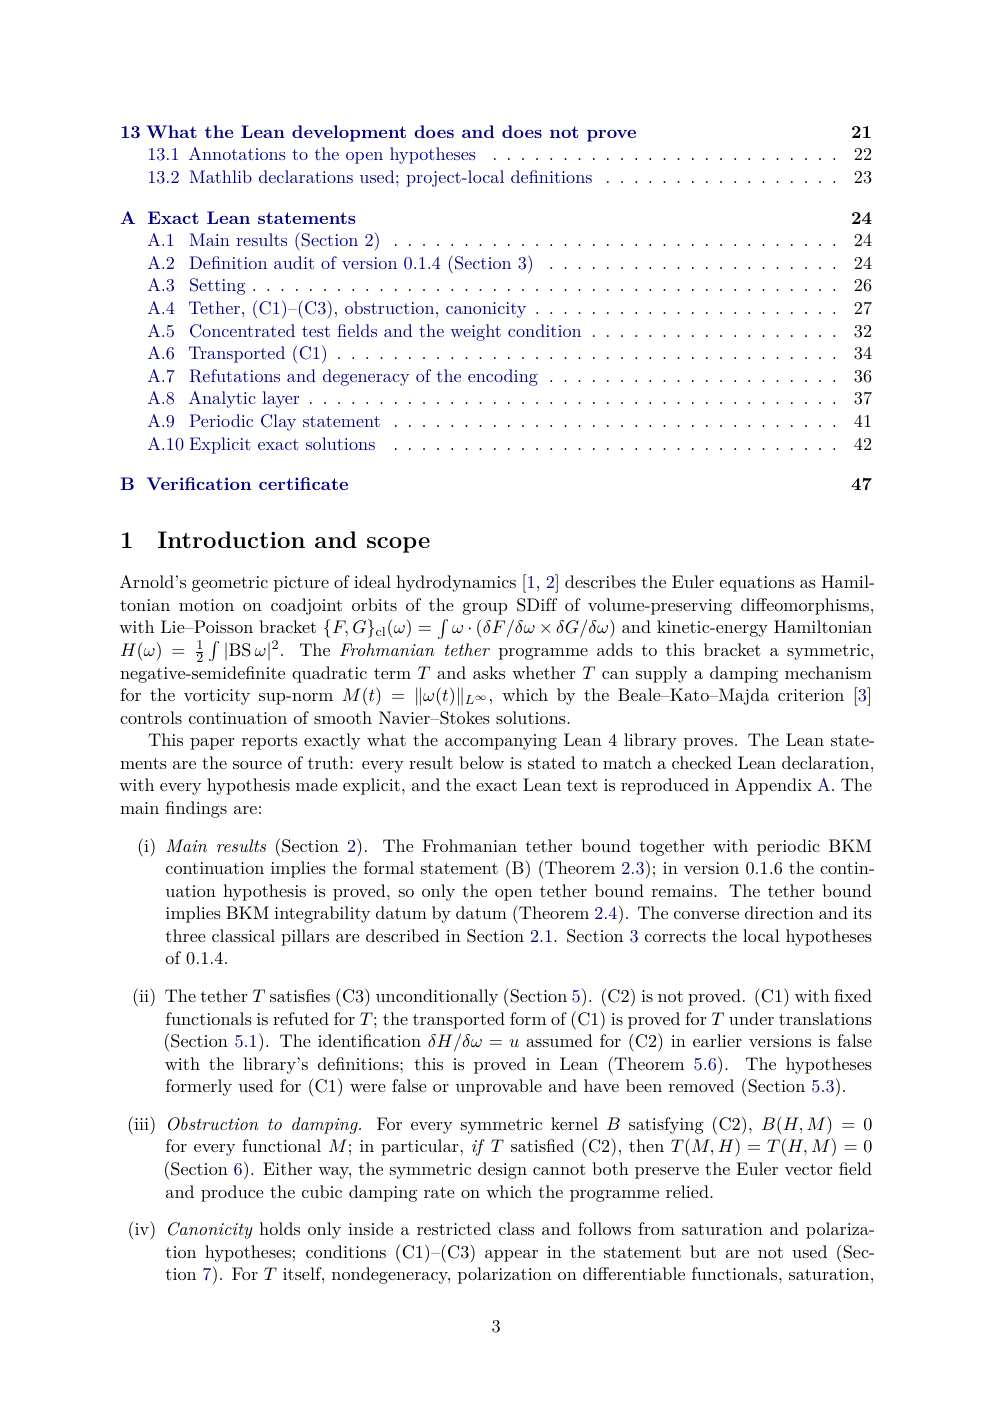 13 What the Lean development does and does not prove 21
13.1 Annotations to the open hypotheses . . . . . . . . . . . . . . . . . . . . . . . . . 22
13.2 Mathlib declarations used; project-local definitions . . . . . . . . . . . . . . . . . 23
A Exact Lean statements 24
A.1 Main results (Section 2) . . . . . . . . . . . . . . . . . . . . . . . . . . . . . . . . 24
A.2 Definition audit of version 0.1.4 (Section 3) . . . . . . . . . . . . . . . . . . . . . 24
A.3 Setting . . . . . . . . . . . . . . . . . . . . . . . . . . . . . . . . . . . . . . . . . . 26
A.4 Tether, (C1)–(C3), obstruction, canonicity . . . . . . . . . . . . . . . . . . . . . . 27
A.5 Concentrated test fields and the weight condition . . . . . . . . . . . . . . . . . . 32
A.6 Transported (C1) . . . . . . . . . . . . . . . . . . . . . . . . . . . . . . . . . . . . 34
A.7 Refutations and degeneracy of the encoding . . . . . . . . . . . . . . . . . . . . . 36
A.8 Analytic layer . . . . . . . . . . . . . . . . . . . . . . . . . . . . . . . . . . . . . . 37
A.9 Periodic Clay statement . . . . . . . . . . . . . . . . . . . . . . . . . . . . . . . . 41
A.10 Explicit exact solutions . . . . . . . . . . . . . . . . . . . . . . . . . . . . . . . . 42
B Verification certificate 47
1 Introduction and scope
Arnold's geometric picture of ideal hydrodynamics [1, 2] describes the Euler equations as Hamil-
tonian motion on coadjoint orbits of the group SDiff of volume-preserving diffeomorphisms,
with Lie–Poisson bracket {F, G}cl(ω) = ∫ ω · (δF/δω × δG/δω) and kinetic-energy Hamiltonian
H(ω) = ½ ∫ |BS ω|². The Frohmanian tether programme adds to this bracket a symmetric,
negative-semidefinite quadratic term T and asks whether T can supply a damping mechanism
for the vorticity sup-norm M(t) = ‖ω(t)‖L∞, which by the Beale–Kato–Majda criterion [3]
controls continuation of smooth Navier–Stokes solutions.
This paper reports exactly what the accompanying Lean 4 library proves. The Lean state-
ments are the source of truth: every result below is stated to match a checked Lean declaration,
with every hypothesis made explicit, and the exact Lean text is reproduced in Appendix A. The
main findings are:
(i) Main results (Section 2). The Frohmanian tether bound together with periodic BKM
continuation implies the formal statement (B) (Theorem 2.3); in version 0.1.6 the contin-
uation hypothesis is proved, so only the open tether bound remains. The tether bound
implies BKM integrability datum by datum (Theorem 2.4). The converse direction and its
three classical pillars are described in Section 2.1. Section 3 corrects the local hypotheses
of 0.1.4.
(ii) The tether T satisfies (C3) unconditionally (Section 5). (C2) is not proved. (C1) with fixed
functionals is refuted for T; the transported form of (C1) is proved for T under translations
(Section 5.1). The identification δH/δω = u assumed for (C2) in earlier versions is false
with the library's definitions; this is proved in Lean (Theorem 5.6). The hypotheses
formerly used for (C1) were false or unprovable and have been removed (Section 5.3).
(iii) Obstruction to damping. For every symmetric kernel B satisfying (C2), B(H, M) = 0
for every functional M; in particular, if T satisfied (C2), then T(M, H) = T(H, M) = 0
(Section 6). Either way, the symmetric design cannot both preserve the Euler vector field
and produce the cubic damping rate on which the programme relied.
(iv) Canonicity holds only inside a restricted class and follows from saturation and polariza-
tion hypotheses; conditions (C1)–(C3) appear in the statement but are not used (Sec-
tion 7). For T itself, nondegeneracy, polarization on differentiable functionals, saturation,
3